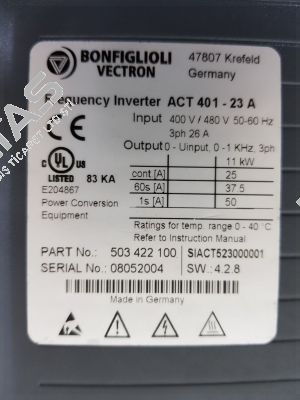 BONFIGLIOLI
VECTRON
47807 Krefeld
Germany
Frequency Inverter ACT 401 - 23 A
Input 400 V / 480 V 50-60 Hz
3ph 26 A
Output 0 - Uinput, 0 - 1 KHz, 3ph
11 kW
cont.[A] 25
60s [A] 37.5
1s [A] 50
CE
C UL US
LISTED 83 KA
E204867
Power Conversion
Equipment
Ratings for temp. range 0 - 40 °C
Refer to Instruction Manual
PART No.: 503 422 100 SIACT523000001
SERIAL No.: 08052004 SW.: 4.2.8
Made in Germany